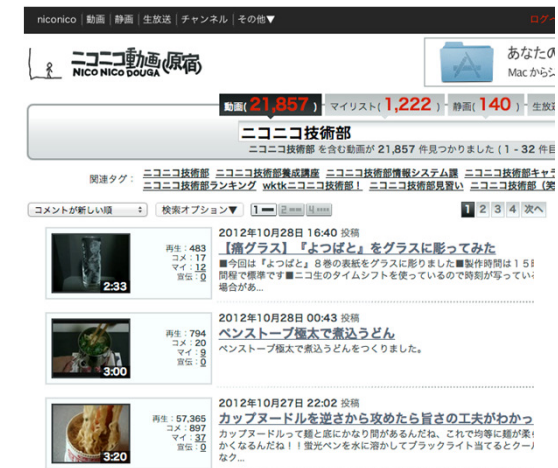 niconico 動画 静画 生放送 チャンネル その他▼
ニコニコ動画(原宿)
NICO NICO DOUGA
あなたの
Mac から
動画( 21,857 ) マイリスト( 1,222 ) 静画( 140 ) 生放
ニコニコ技術部
ニコニコ技術部 を含む動画が 21,857 件見つかりました ( 1 - 32 件目
関連タグ： ニコニコ技術部 ニコニコ技術部養成講座 ニコニコ技術部情報システム課 ニコニコ技術部キャ
ニコニコ技術部ランキング wktkニコニコ技術部！ ニコニコ技術部見習い ニコニコ技術部（笑
コメントが新しい順 検索オプション▼ 1 2 4 1 2 3 4 次へ
2012年10月28日 16:40 投稿
【痛グラス】『よつばと』をグラスに彫ってみた
再生：483
コメ：17
マイ：12
宣伝：0
2:33
■今回は『よつばと』８巻の表紙をグラスに彫りました■製作時間は１５
間程で標準です■ニコ生のタイムシフトを使っているので時刻が写ってい
場合があ...
2012年10月28日 00:43 投稿
ペンストーブ極太で煮込うどん
再生：794
コメ：20
マイ：9
宣伝：0
3:00
ペンストーブ極太で煮込うどんをつくりました。
2012年10月27日 22:02 投稿
カップヌードルを逆さから攻めたら旨さの工夫がわかっ
再生：57,365
コメ：897
マイ：37
宣伝：0
3:20
カップヌードルって麺と底にかなり間があるんだね、これで均等に麺が柔
かくなるんだね！！蛍光ペンを水に溶かしてブラックライト当てるとクー
なク...